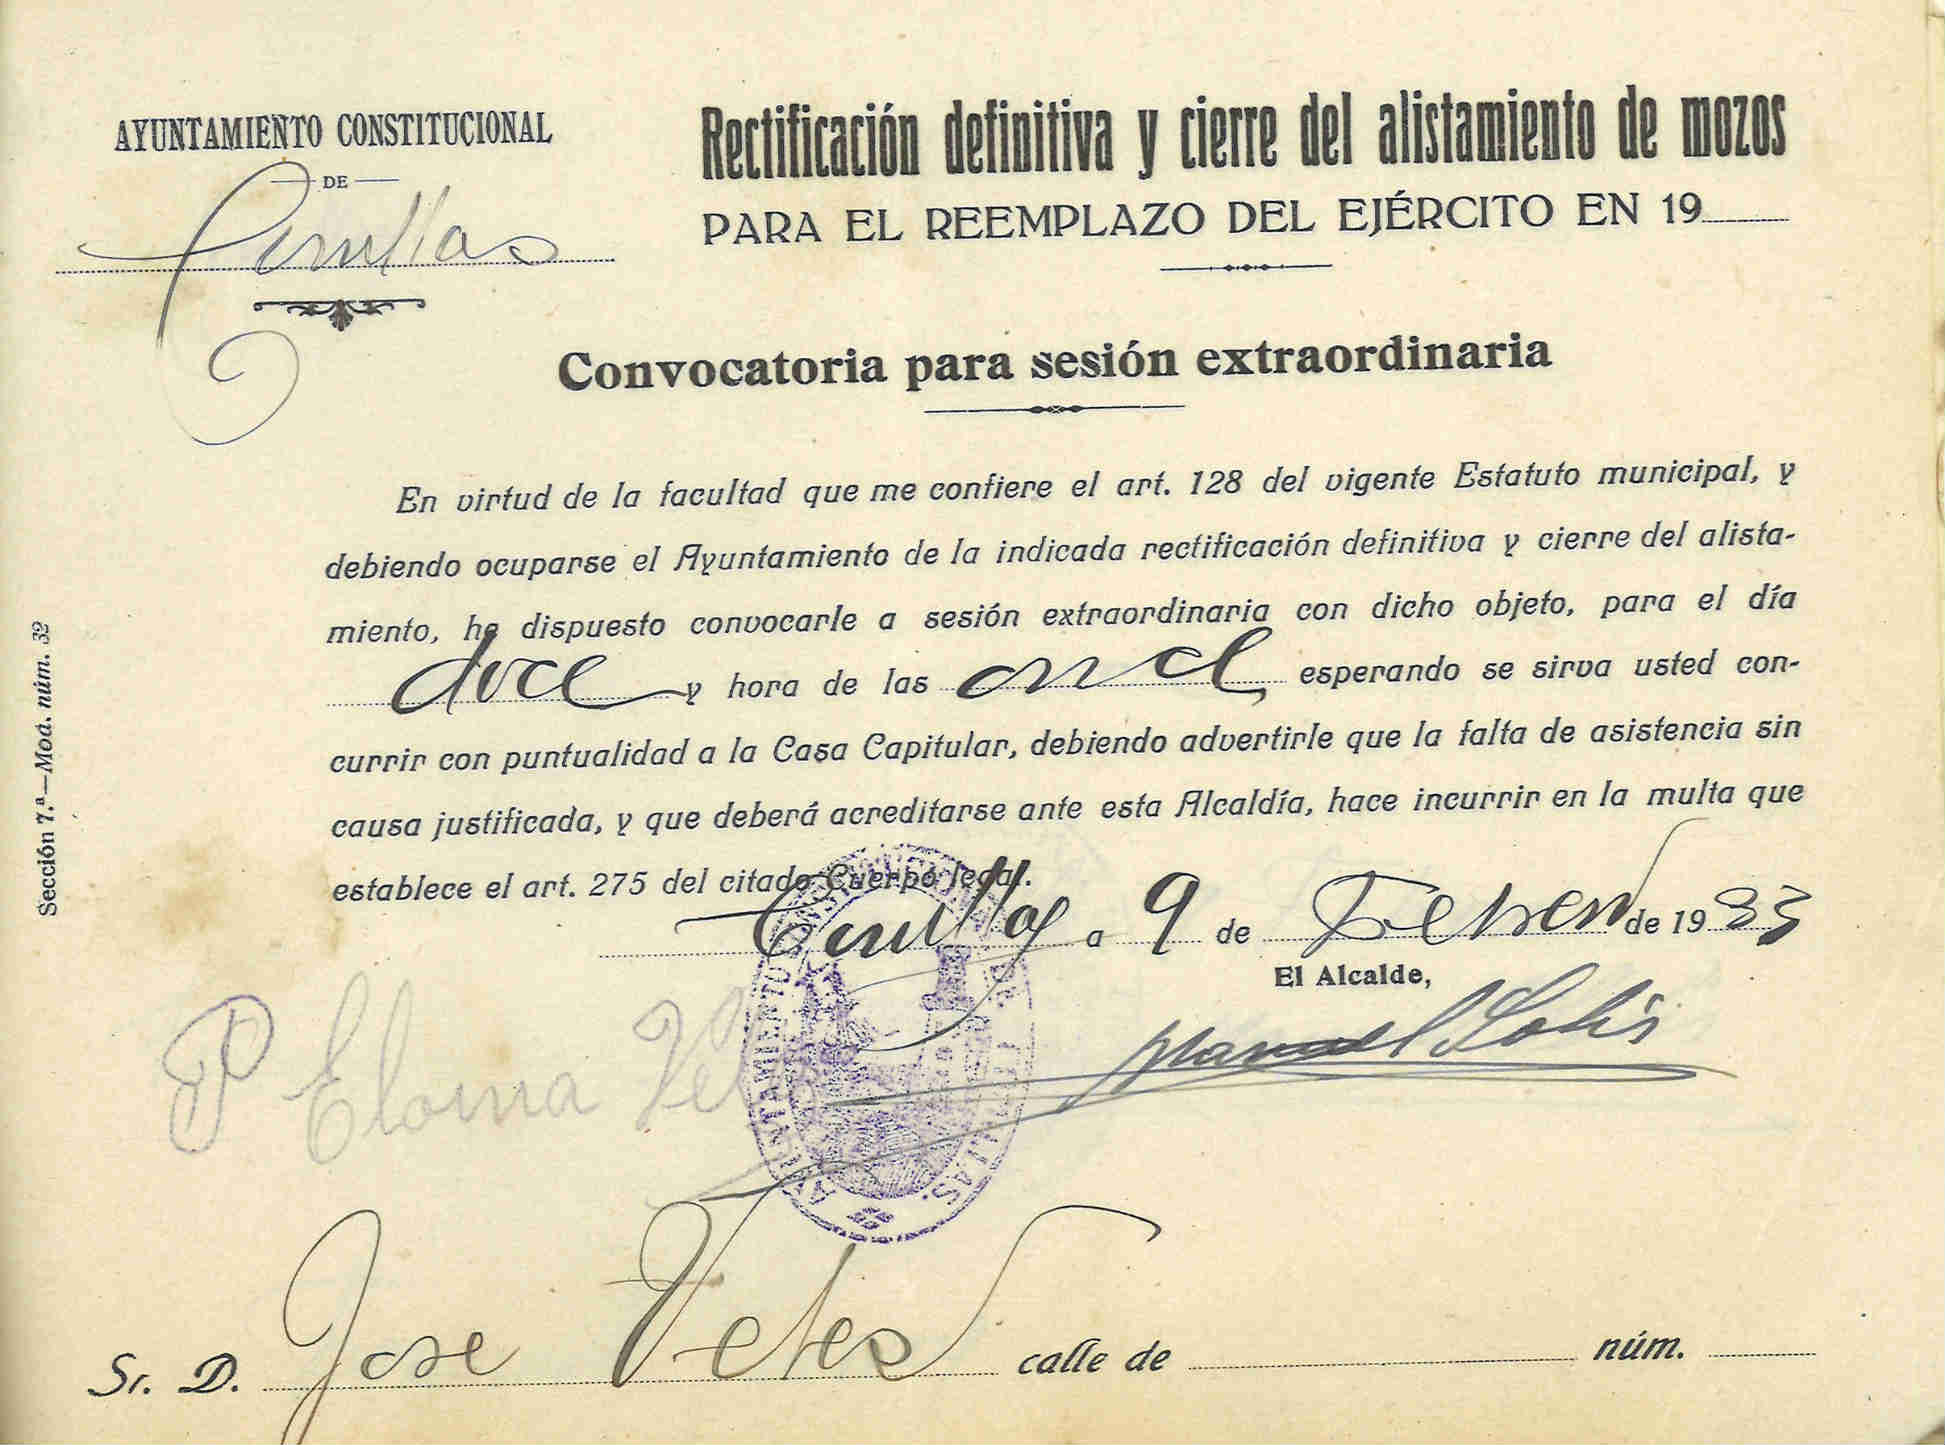 AYUNTAMIENTO CONSTITUCIONAL
DE
Cinillas
Rectificación definitiva y cierre del alistamiento de mozos
PARA EL REEMPLAZO DEL EJÉRCITO EN 19
Convocatoria para sesión extraordinaria
En virtud de la facultad que me confiere el art. 128 del vigente Estatuto municipal, y
debiendo ocuparse el Ayuntamiento de la indicada rectificación definitiva y cierre del alista-
miento, he dispuesto convocarle a sesión extraordinaria con dicho objeto, para el día
doce y hora de las once esperando se sirva usted con-
currir con puntualidad a la Casa Capitular, debiendo advertirle que la falta de asistencia sin
causa justificada, y que deberá acreditarse ante esta Alcaldía, hace incurrir en la multa que
establece el art. 275 del citado Cuerpo legal.
a 9 de Febrero de 1933
El Alcalde,
Manuel Solis
P Eloina
AYUNTAMIENTO
Sr. D. Jose calle de núm.
Sección 7.ª—Mod. núm. 32